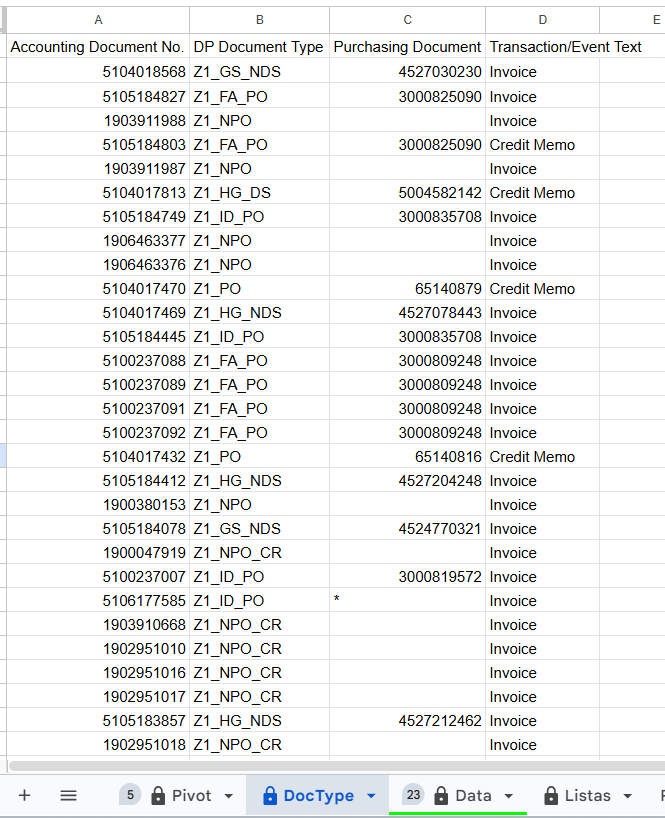 A B C D E
Accounting Document No. DP Document Type Purchasing Document Transaction/Event Text
5104018568 Z1_GS_NDS 4527030230 Invoice
5105184827 Z1_FA_PO 3000825090 Invoice
1903911988 Z1_NPO Invoice
5105184803 Z1_FA_PO 3000825090 Credit Memo
1903911987 Z1_NPO Invoice
5104017813 Z1_HG_DS 5004582142 Credit Memo
5105184749 Z1_ID_PO 3000835708 Invoice
1906463377 Z1_NPO Invoice
1906463376 Z1_NPO Invoice
5104017470 Z1_PO 65140879 Credit Memo
5104017469 Z1_HG_NDS 4527078443 Invoice
5105184445 Z1_ID_PO 3000835708 Invoice
5100237088 Z1_FA_PO 3000809248 Invoice
5100237089 Z1_FA_PO 3000809248 Invoice
5100237091 Z1_FA_PO 3000809248 Invoice
5100237092 Z1_FA_PO 3000809248 Invoice
5104017432 Z1_PO 65140816 Credit Memo
5105184412 Z1_HG_NDS 4527204248 Invoice
1900380153 Z1_NPO Invoice
5105184078 Z1_GS_NDS 4524770321 Invoice
1900047919 Z1_NPO_CR Invoice
5100237007 Z1_ID_PO 3000819572 Invoice
5106177585 Z1_ID_PO * Invoice
1903910668 Z1_NPO_CR Invoice
1902951010 Z1_NPO_CR Invoice
1902951016 Z1_NPO_CR Invoice
1902951017 Z1_NPO_CR Invoice
5105183857 Z1_HG_NDS 4527212462 Invoice
1902951018 Z1_NPO_CR Invoice
5 Pivot DocType 23 Data Listas